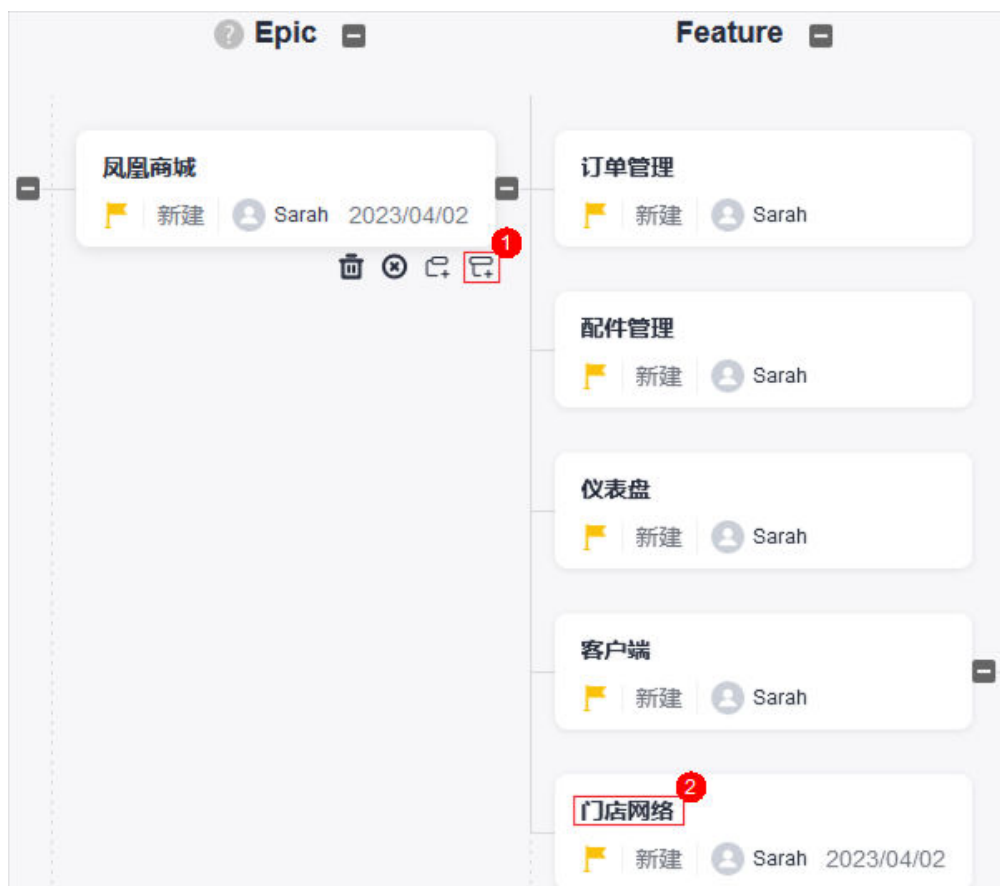 ? Epic
Feature
凤凰商城
新建 Sarah 2023/04/02
1
订单管理
新建 Sarah
配件管理
新建 Sarah
仪表盘
新建 Sarah
客户端
新建 Sarah
2
门店网络
新建 Sarah 2023/04/02